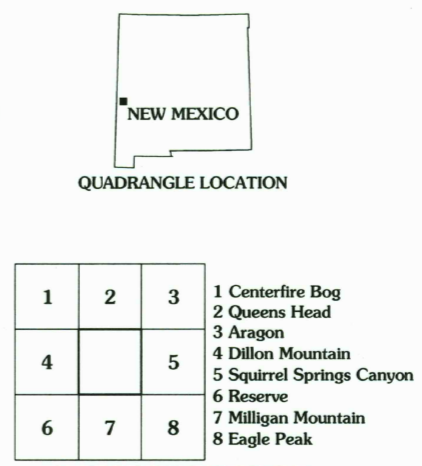 NEW MEXICO
QUADRANGLE LOCATION
1 2 3
4 5
6 7 8
1 Centerfire Bog
2 Queens Head
3 Aragon
4 Dillon Mountain
5 Squirrel Springs Canyon
6 Reserve
7 Milligan Mountain
8 Eagle Peak